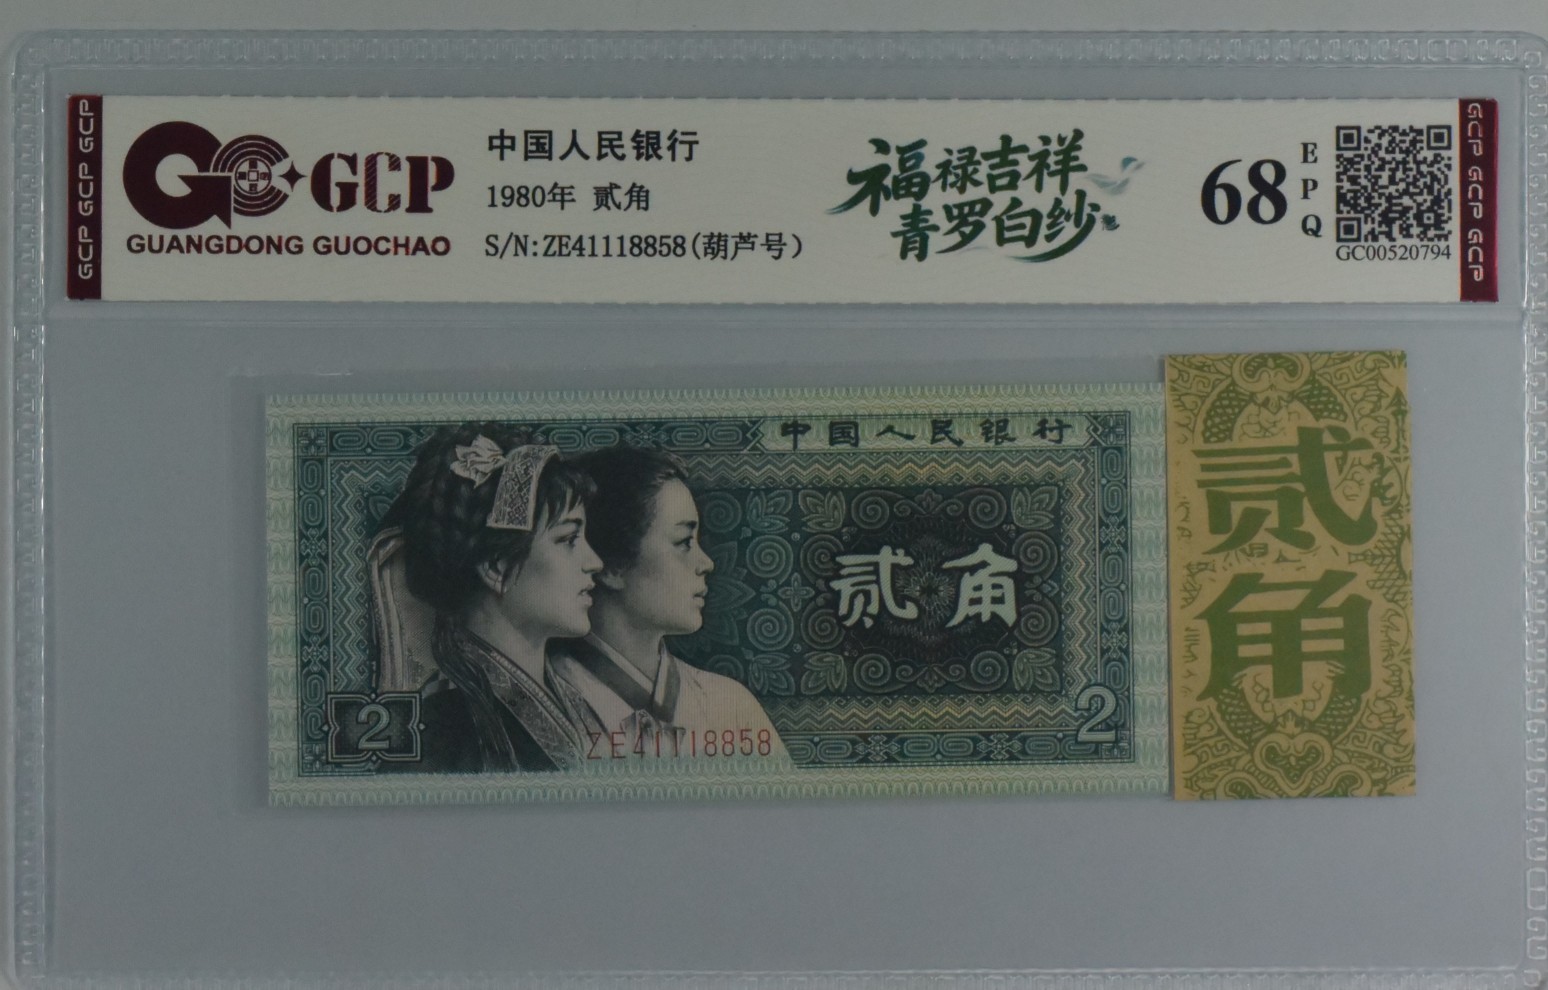 GCP GCP GCP
GCP
GUANGDONG GUOCHAO
中国人民银行
1980年 贰角
S/N:ZE41118858(葫芦号)
福禄吉祥
青罗白纱
68
EPQ
GC00520794
GCP GCP GCP
中国人民银行
贰角
2
2
ZE41118858
贰角